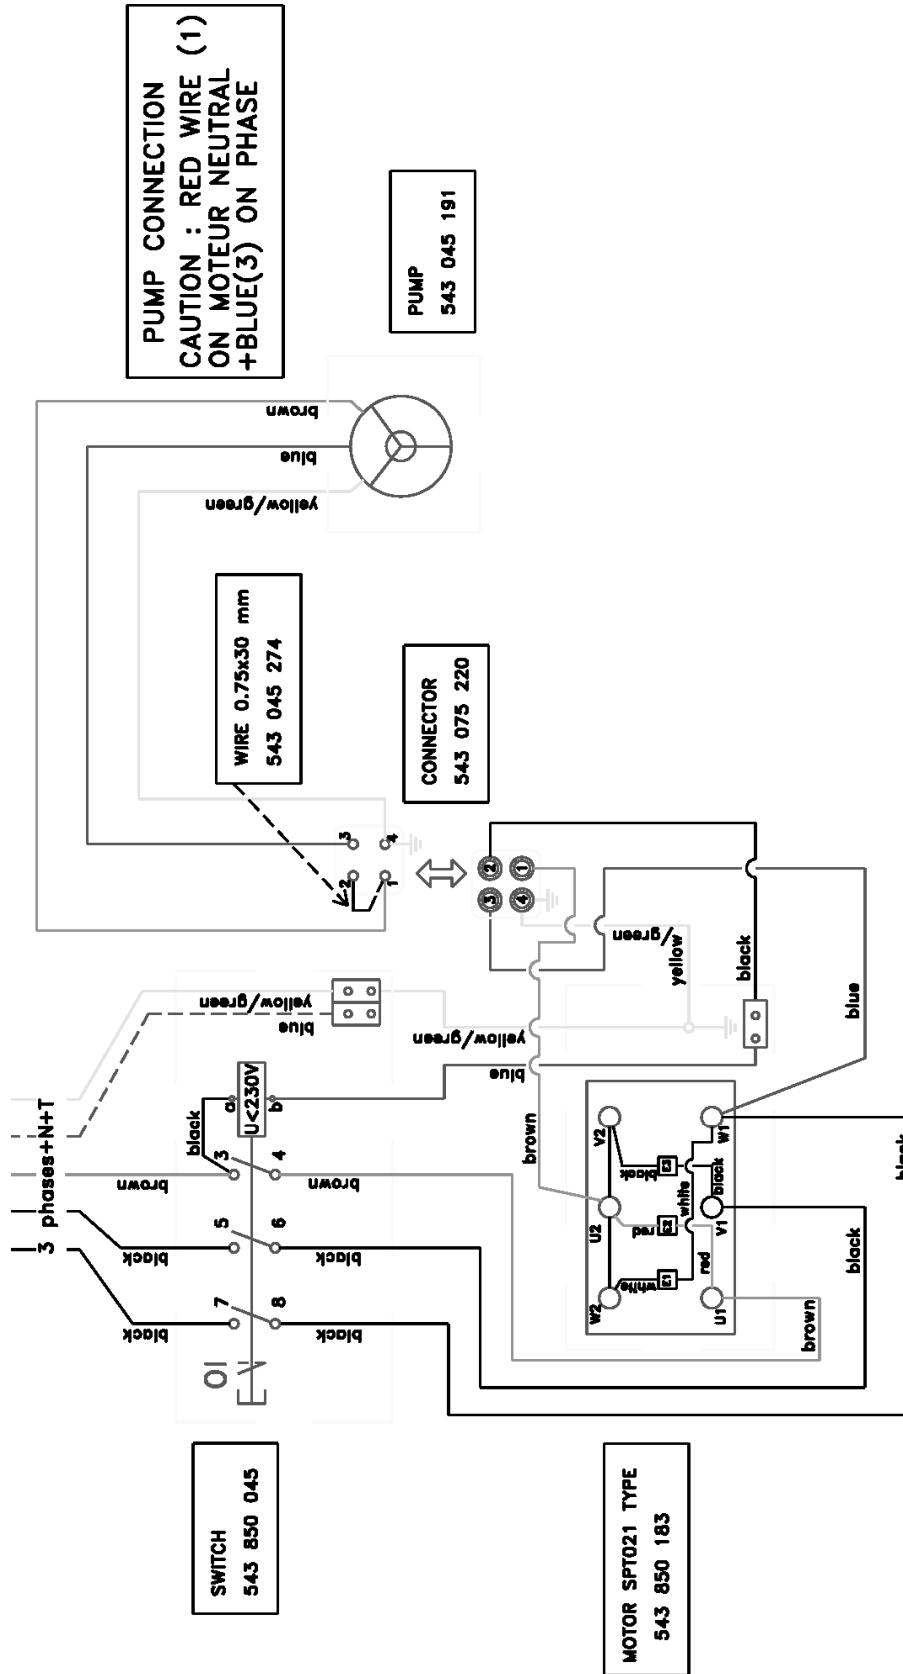 PUMP CONNECTION
CAUTION : RED WIRE (1)
ON MOTEUR NEUTRAL
+BLUE(3) ON PHASE
PUMP
543 045 191
brown
blue
yellow/green
WIRE 0.75x30 mm
543 045 274
CONNECTOR
543 075 220
3
4
2
1
2
1
3
4
3 phases+N+T
yellow/green
blue
black
brown
black
black
a
U<230V
b
3
4
5
6
7
8
OI
brown
black
black
SWITCH
543 850 045
yellow/green
blue
brown
yellow
/green
black
blue
V2
U2
W2
black
red
white
E3
E2
E1
white
black
red
W1
V1
U1
brown
black
black
MOTOR SPT021 TYPE
543 850 183